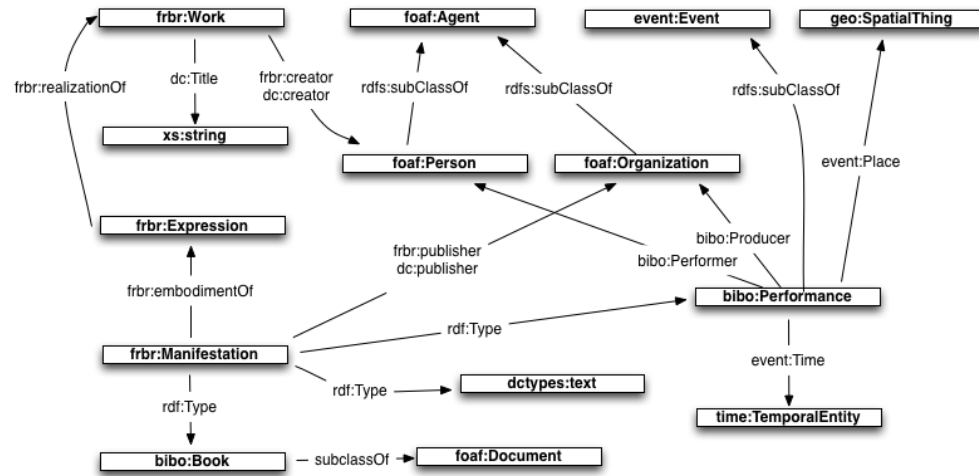 frbr:Work
foaf:Agent
event:Event
geo:SpatialThing
frbr:realizationOf
dc:Title
frbr:creator
dc:creator
rdfs:subClassOf
rdfs:subClassOf
rdfs:subClassOf
xs:string
foaf:Person
foaf:Organization
event:Place
frbr:Expression
frbr:publisher
dc:publisher
bibo:Producer
bibo:Performer
frbr:embodimentOf
bibo:Performance
rdf:Type
frbr:Manifestation
event:Time
rdf:Type
dctypes:text
rdf:Type
time:TemporalEntity
bibo:Book
subclassOf
foaf:Document